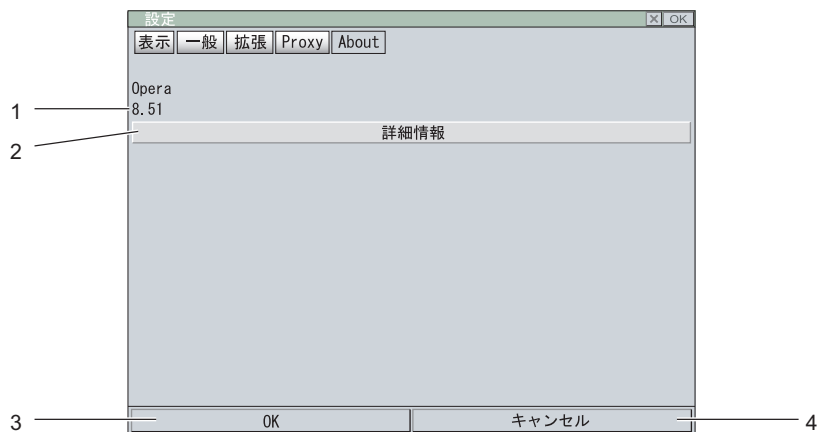 設定 × OK
表示 一般 拡張 Proxy About
Opera
1 8.51
2 詳細情報
3 OK キャンセル 4